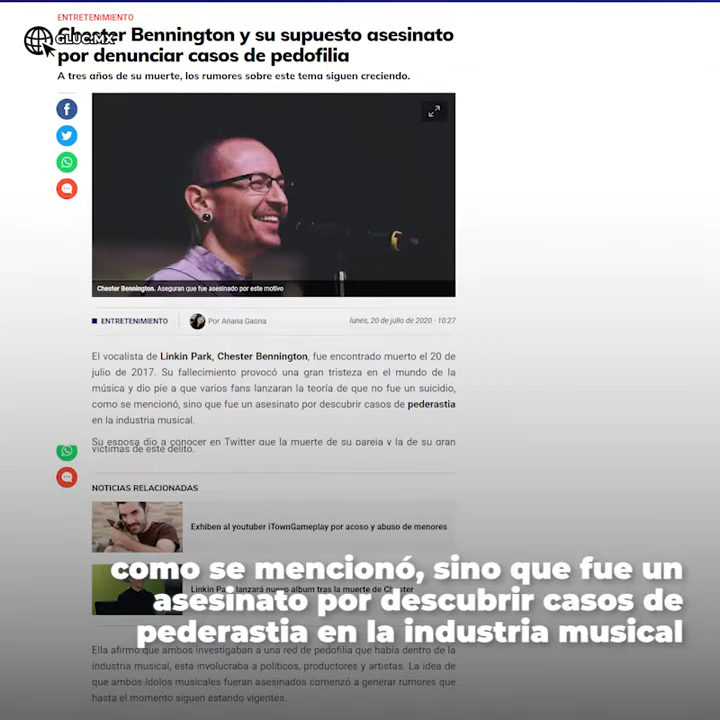 ENTRETENIMIENTO
Chester Bennington y su supuesto asesinato
GLUC.MX
por denunciar casos de pedofilia
A tres años de su muerte, los rumores sobre este tema siguen creciendo.
Chester Bennington. Aseguran que fue asesinado por este motivo
ENTRETENIMIENTO
Por Ariana Gaona
lunes, 20 de julio de 2020 · 10:27
El vocalista de Linkin Park, Chester Bennington, fue encontrado muerto el 20 de
julio de 2017. Su fallecimiento provocó una gran tristeza en el mundo de la
música y dio pie a que varios fans lanzaran la teoría de que no fue un suicidio,
como se mencionó, sino que fue un asesinato por descubrir casos de pederastia
en la industria musical.
Su esposa dio a conocer en Twitter que la muerte de su pareja y la de su gran
víctimas de este delito.
NOTICIAS RELACIONADAS
Exhiben al youtuber iTownGameplay por acoso y abuso de menores
Linkin Park lanzará nuevo album tras la muerte de Chester
como se mencionó, sino que fue un
asesinato por descubrir casos de
pederastia en la industria musical
Ella afirmó que ambos investigaban a una red de pedofilia que había dentro de la
industria musical, esta involucraba a políticos, productores y artistas. La idea de
que ambos ídolos musicales fueran asesinados comenzó a generar rumores que
hasta el momento siguen estando vigentes.